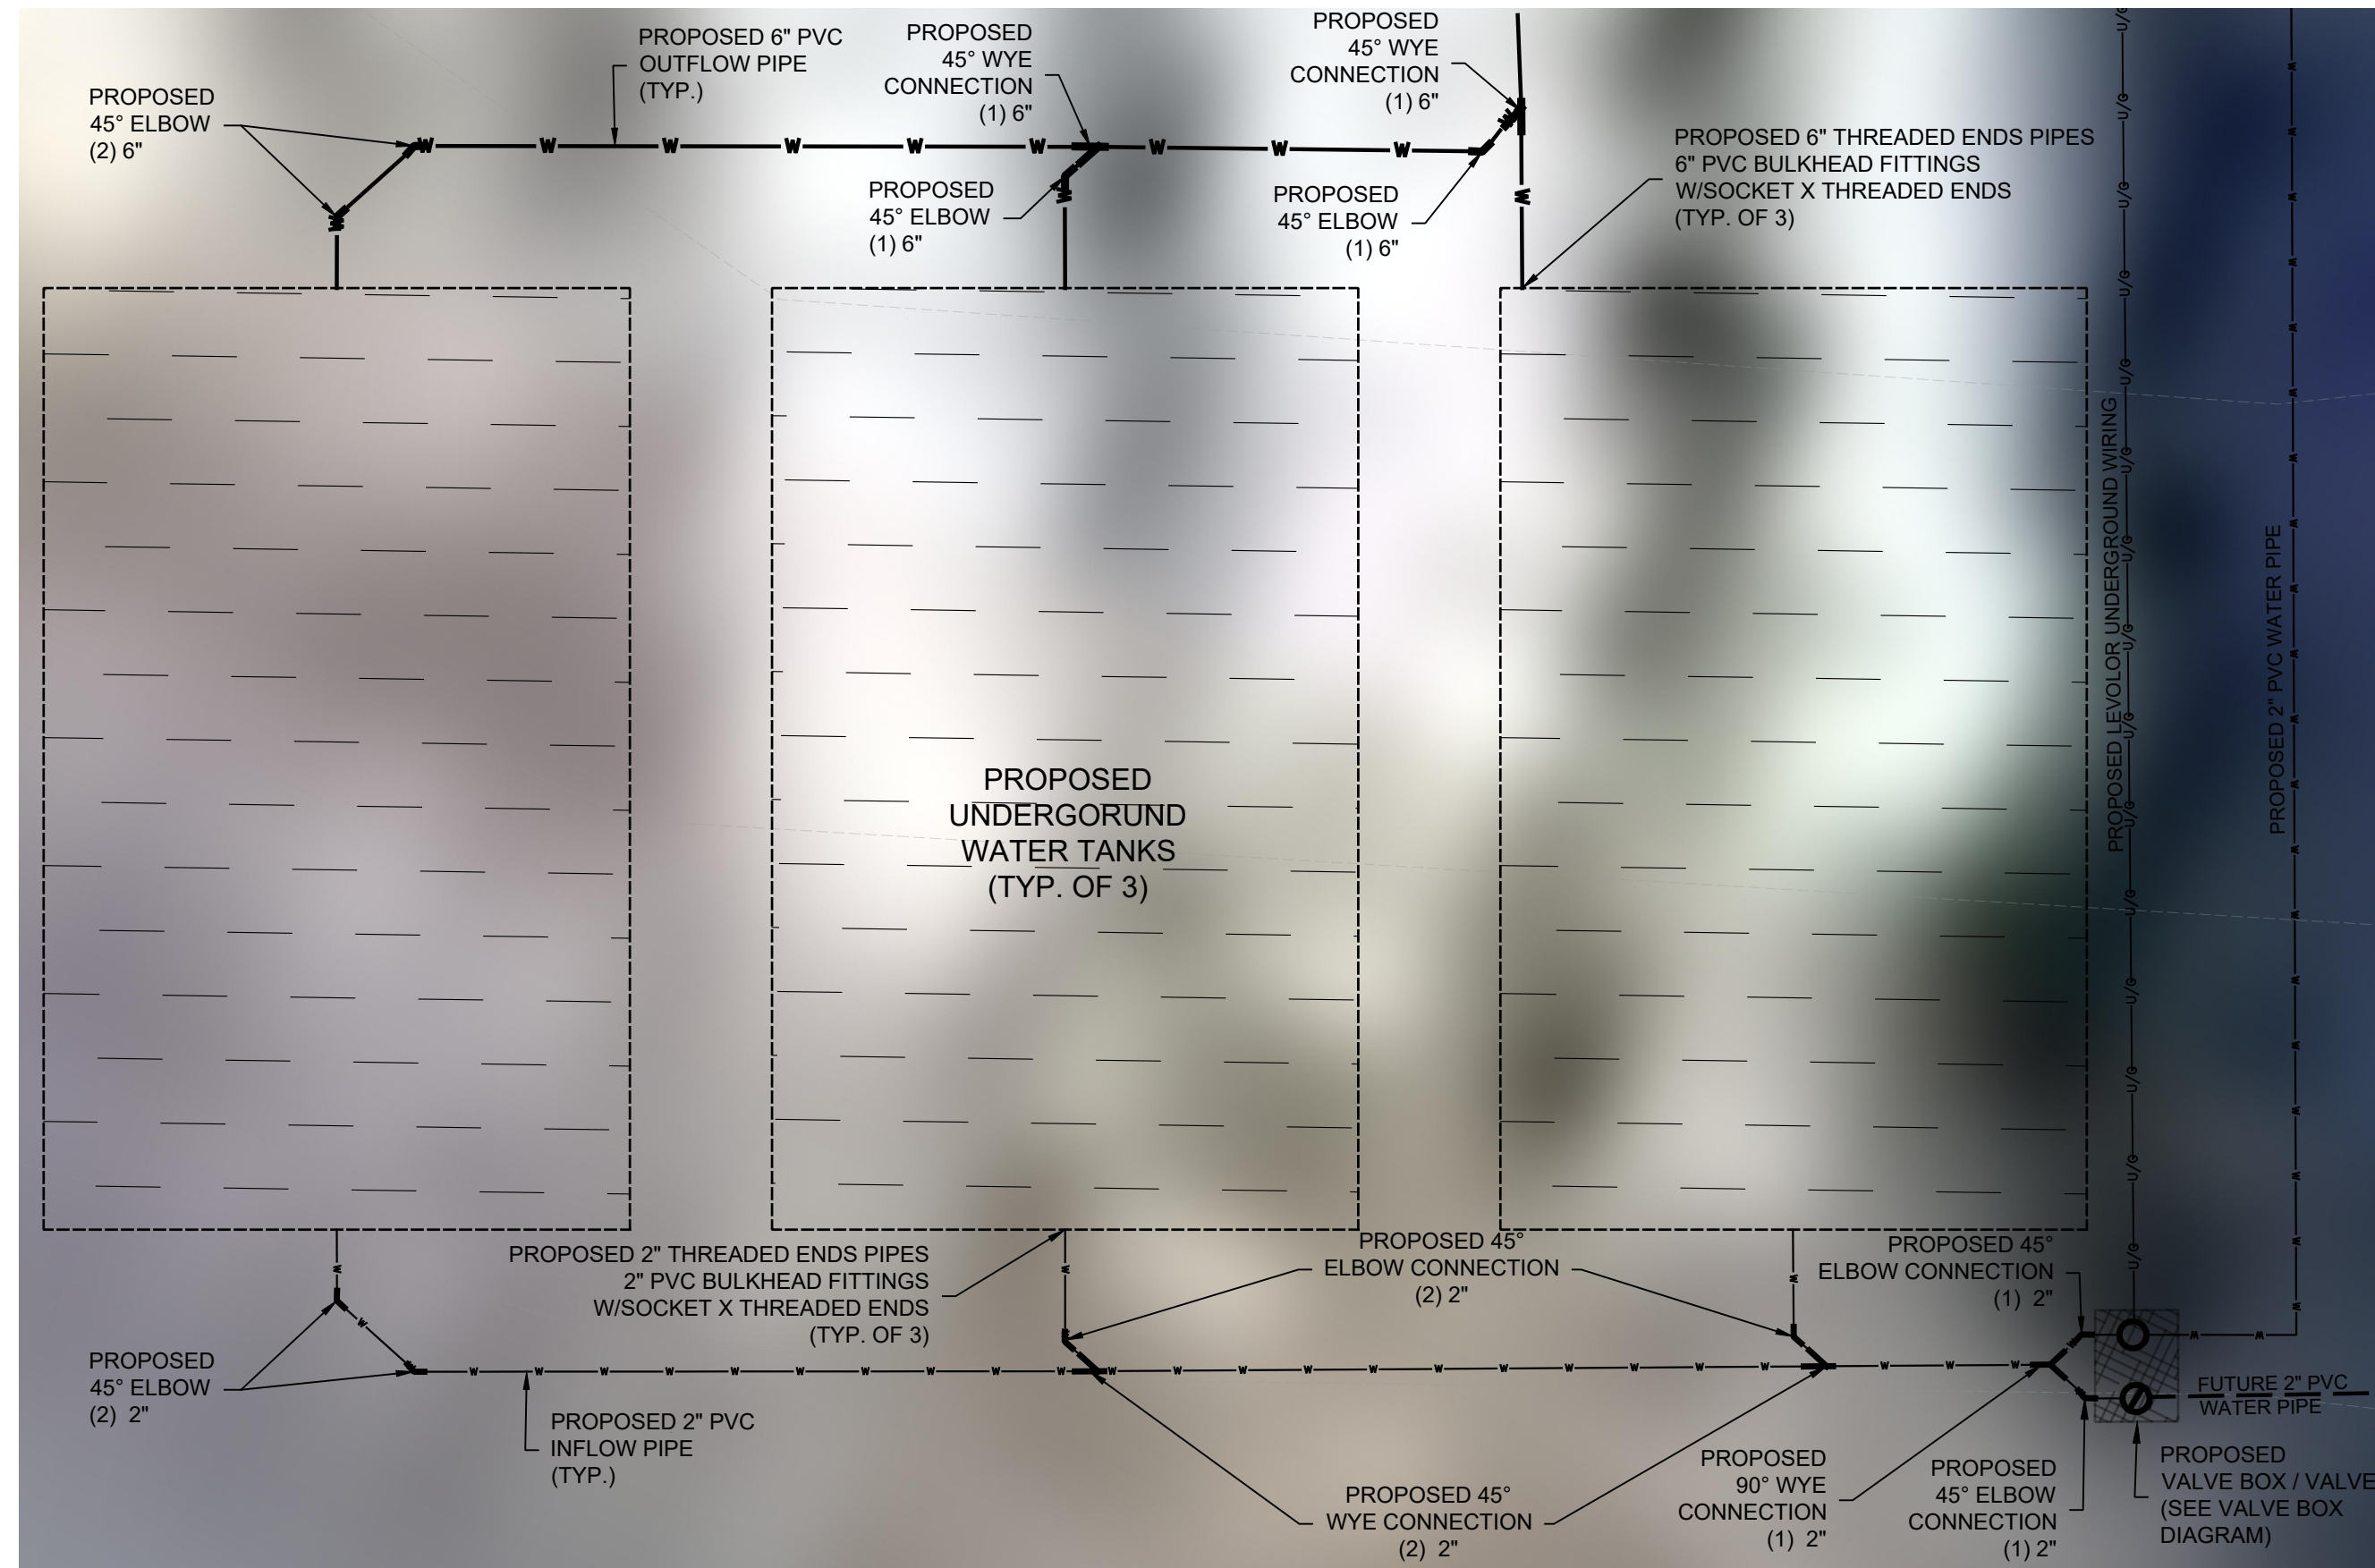 PROPOSED
45° ELBOW
(2) 6"
PROPOSED 6" PVC
OUTFLOW PIPE
(TYP.)
PROPOSED
45° WYE
CONNECTION
(1) 6"
PROPOSED
45° WYE
CONNECTION
(1) 6"
PROPOSED
45° ELBOW
(1) 6"
PROPOSED
45° ELBOW
(1) 6"
PROPOSED 6" THREADED ENDS PIPES
6" PVC BULKHEAD FITTINGS
W/SOCKET X THREADED ENDS
(TYP. OF 3)
PROPOSED LEVOLOR UNDERGROUND WIRING
PROPOSED 2" PVC WATER PIPE
PROPOSED
UNDERGORUND
WATER TANKS
(TYP. OF 3)
PROPOSED 2" THREADED ENDS PIPES
2" PVC BULKHEAD FITTINGS
W/SOCKET X THREADED ENDS
(TYP. OF 3)
PROPOSED 45°
ELBOW CONNECTION
(2) 2"
PROPOSED 45°
ELBOW CONNECTION
(1) 2"
PROPOSED
45° ELBOW
(2) 2"
PROPOSED 2" PVC
INFLOW PIPE
(TYP.)
PROPOSED 45°
WYE CONNECTION
(2) 2"
PROPOSED
90° WYE
CONNECTION
(1) 2"
PROPOSED
45° ELBOW
CONNECTION
(1) 2"
FUTURE 2" PVC
WATER PIPE
PROPOSED
VALVE BOX / VALVE
(SEE VALVE BOX
DIAGRAM)